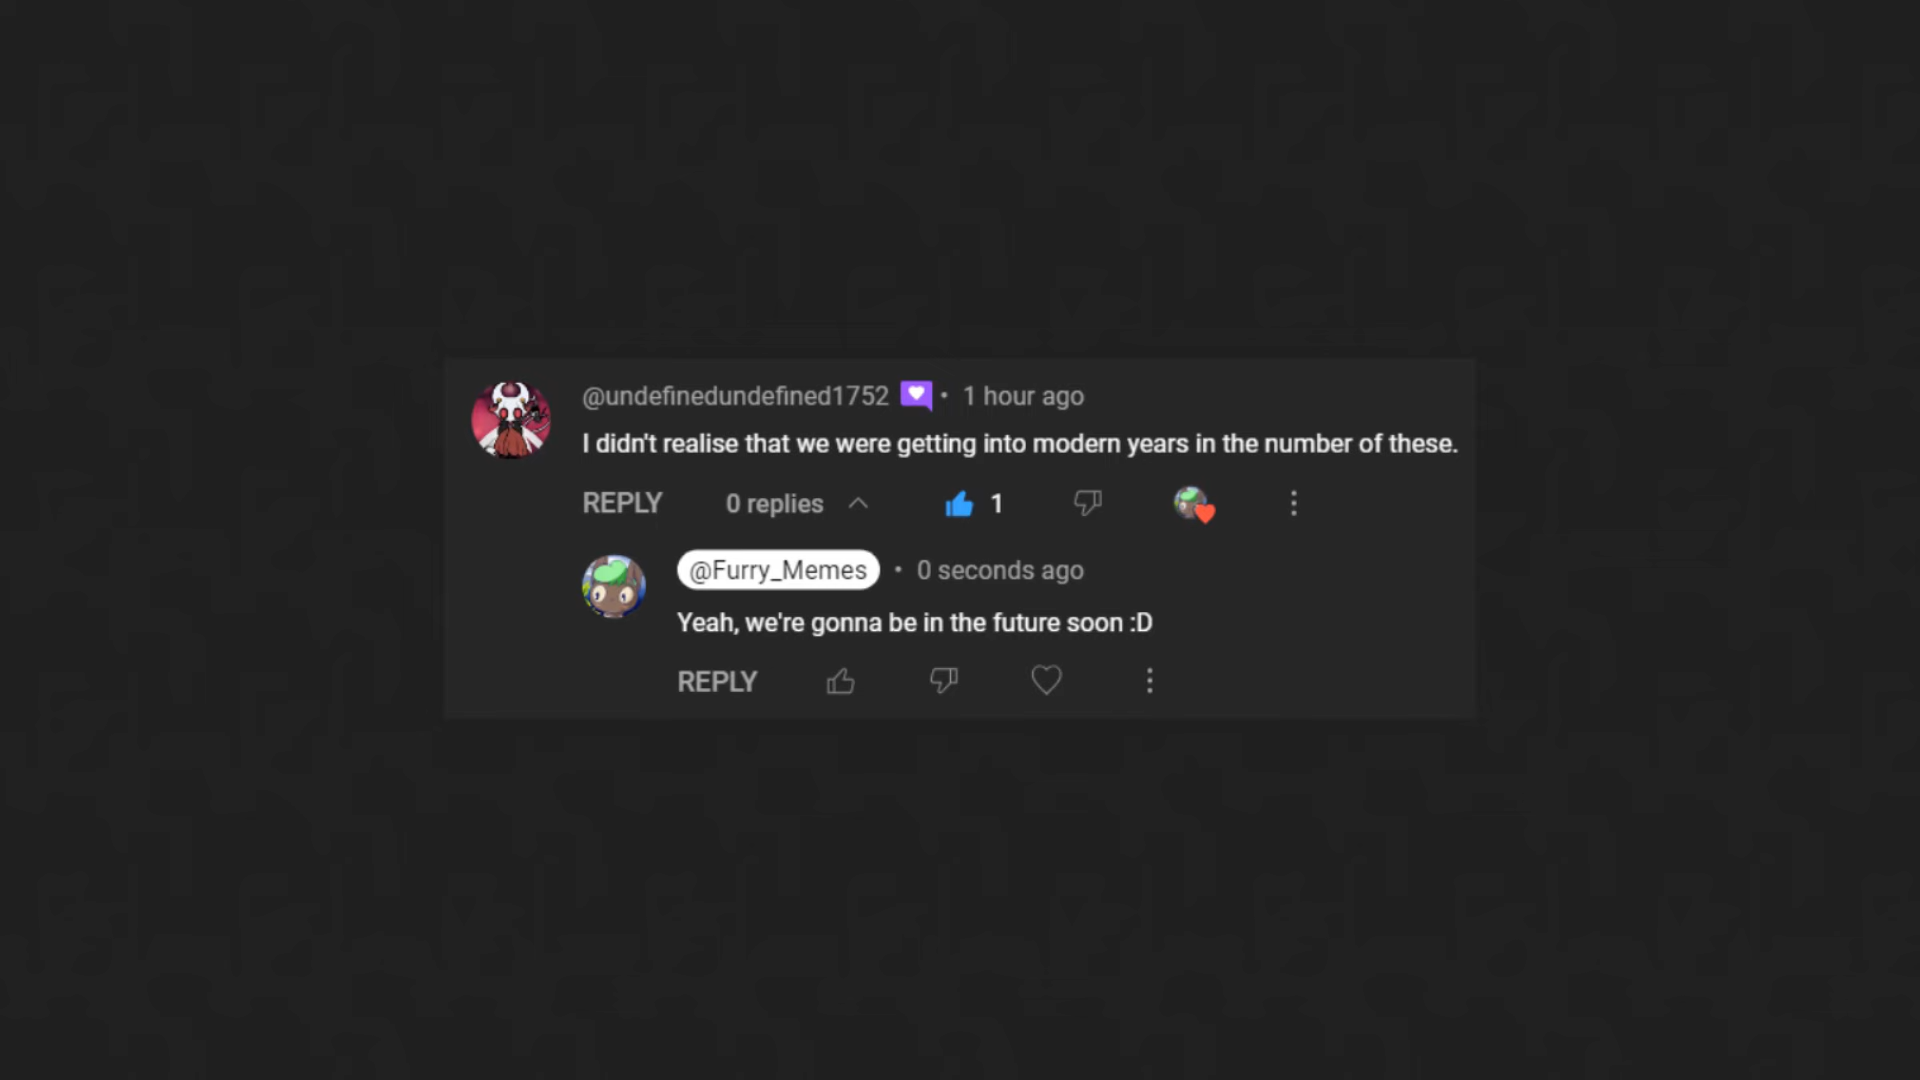 @undefinedundefined1752 • 1 hour ago
I didn't realise that we were getting into modern years in the number of these.
REPLY 0 replies 1
@Furry_Memes • 0 seconds ago
Yeah, we're gonna be in the future soon :D
REPLY